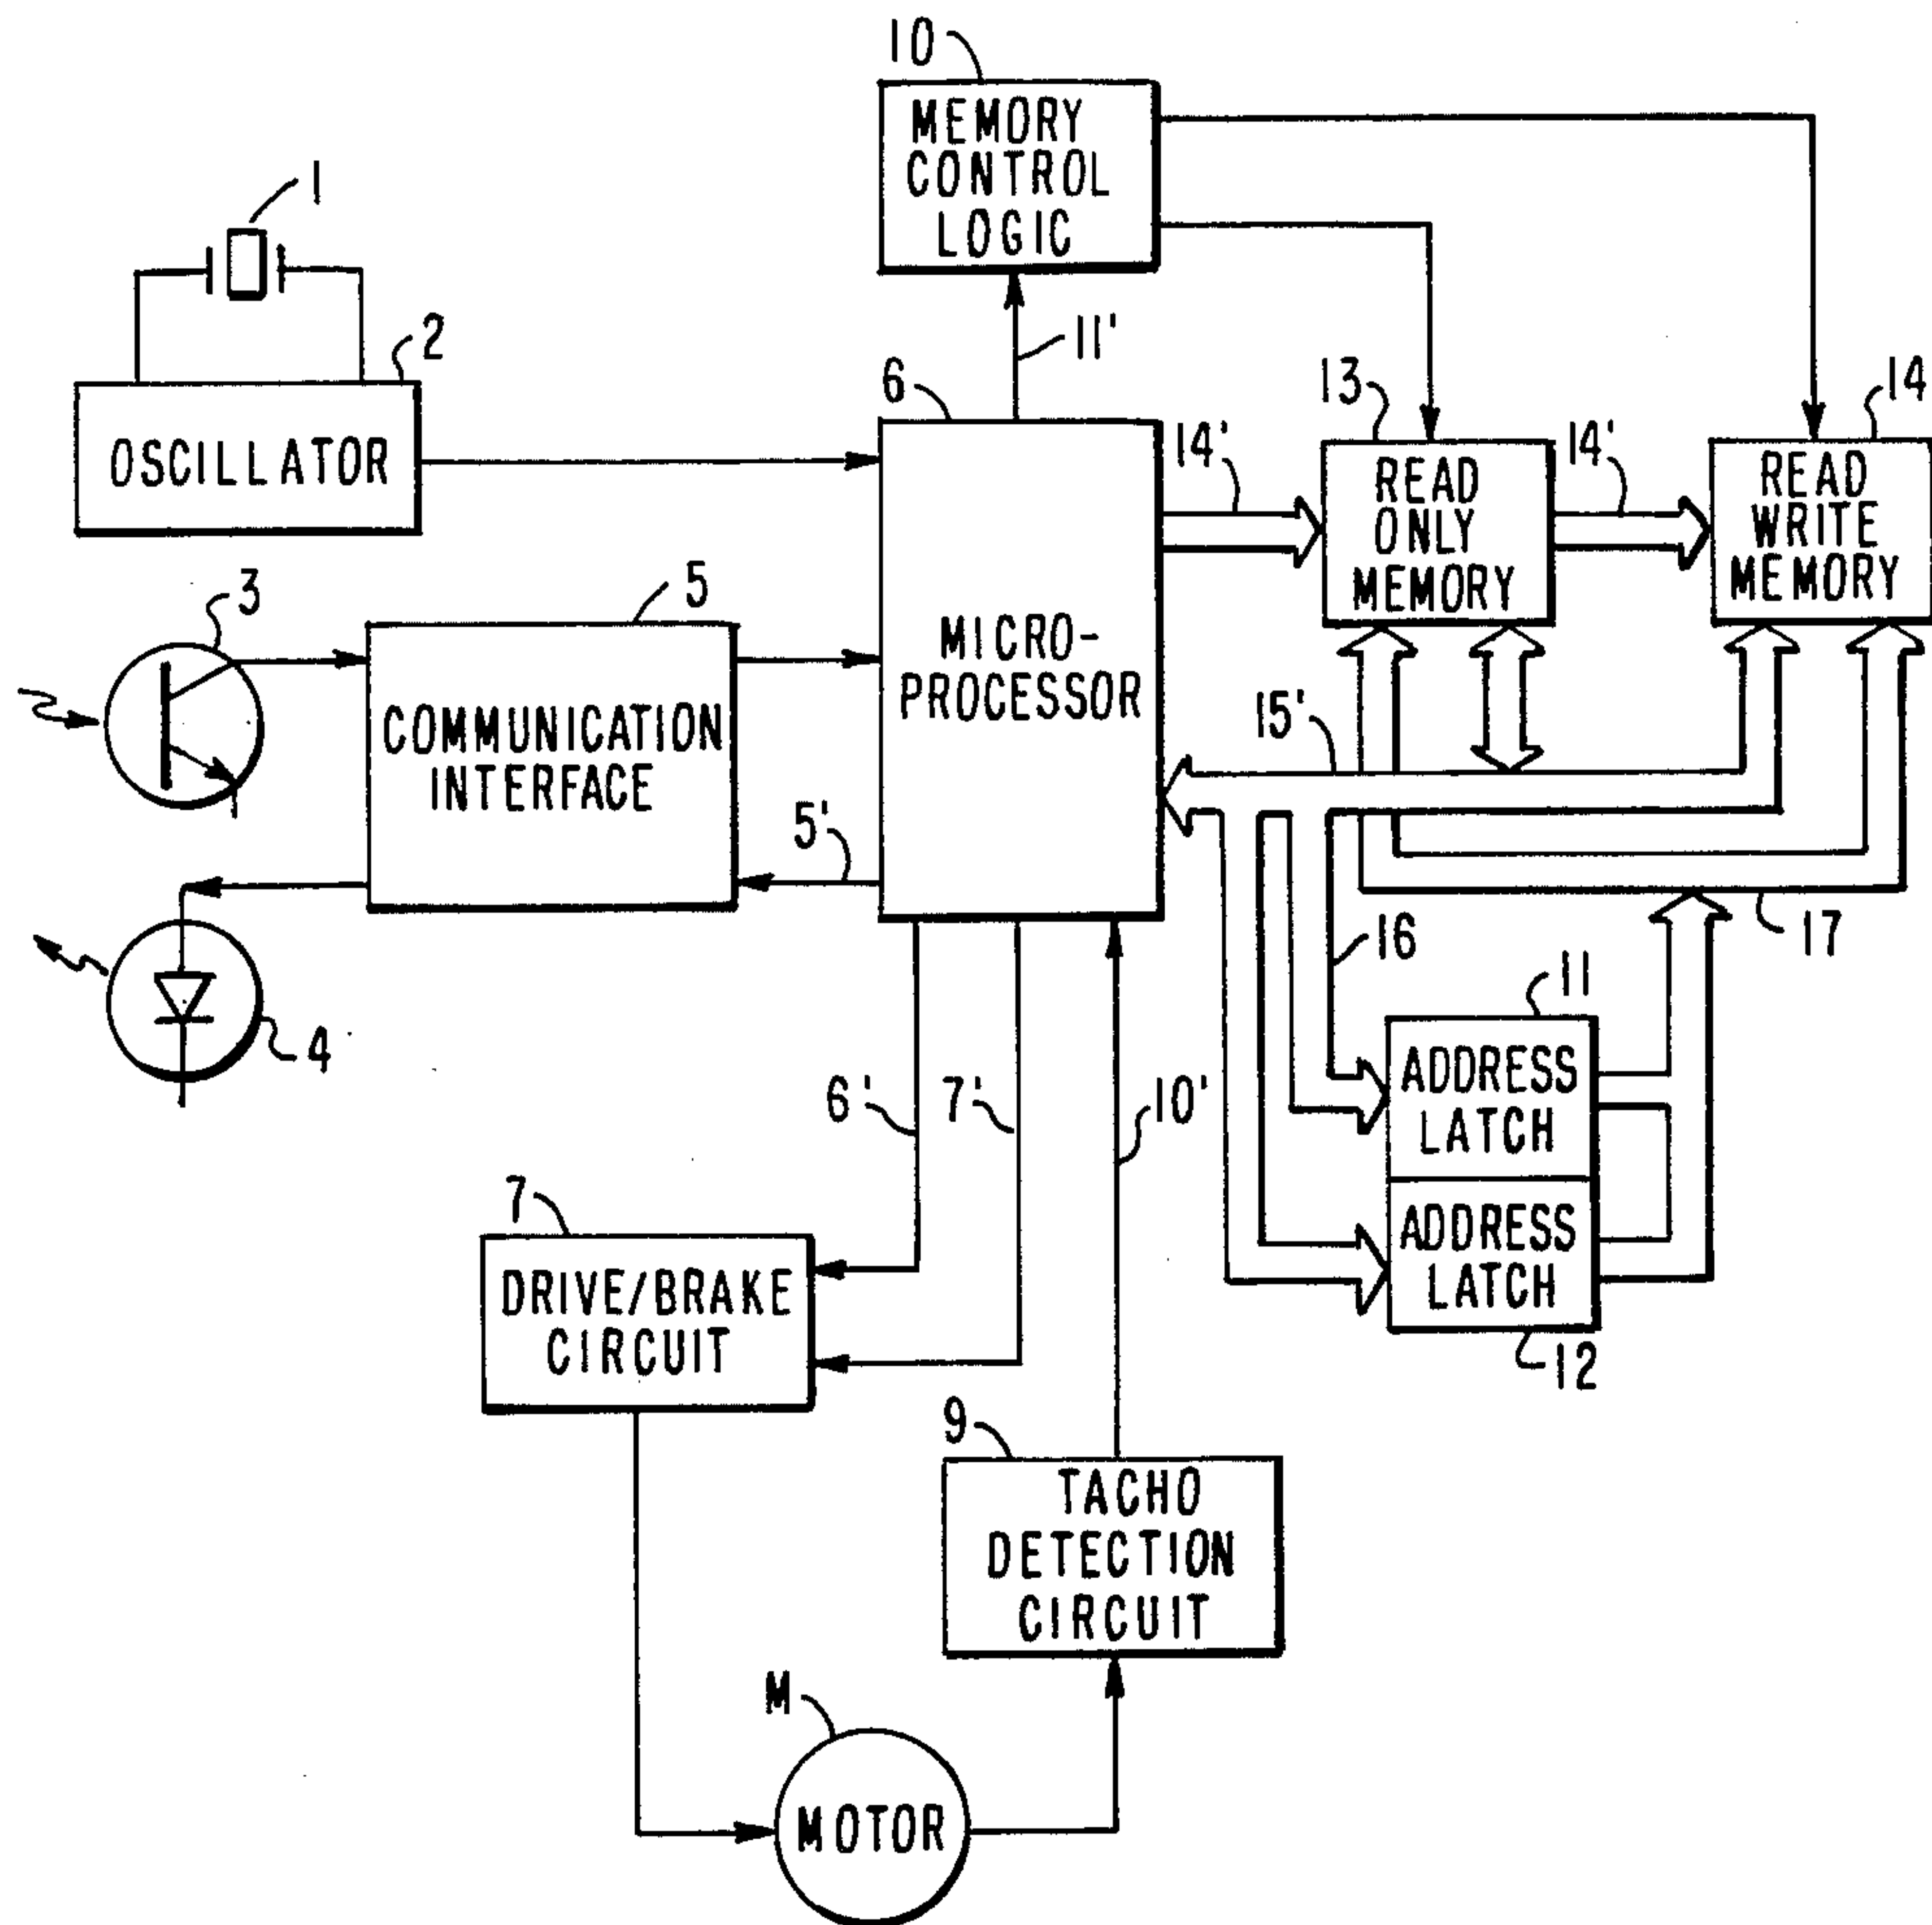 10
MEMORY
CONTROL
LOGIC
1
2
OSCILLATOR
11'
6
13
14
14'
14'
READ
ONLY
MEMORY
READ
WRITE
MEMORY
3
5
MICRO-
PROCESSOR
COMMUNICATION
INTERFACE
15'
5'
4
16
17
11
ADDRESS
LATCH
ADDRESS
LATCH
12
6'
7'
10'
7
DRIVE/BRAKE
CIRCUIT
9
TACHO
DETECTION
CIRCUIT
M
MOTOR